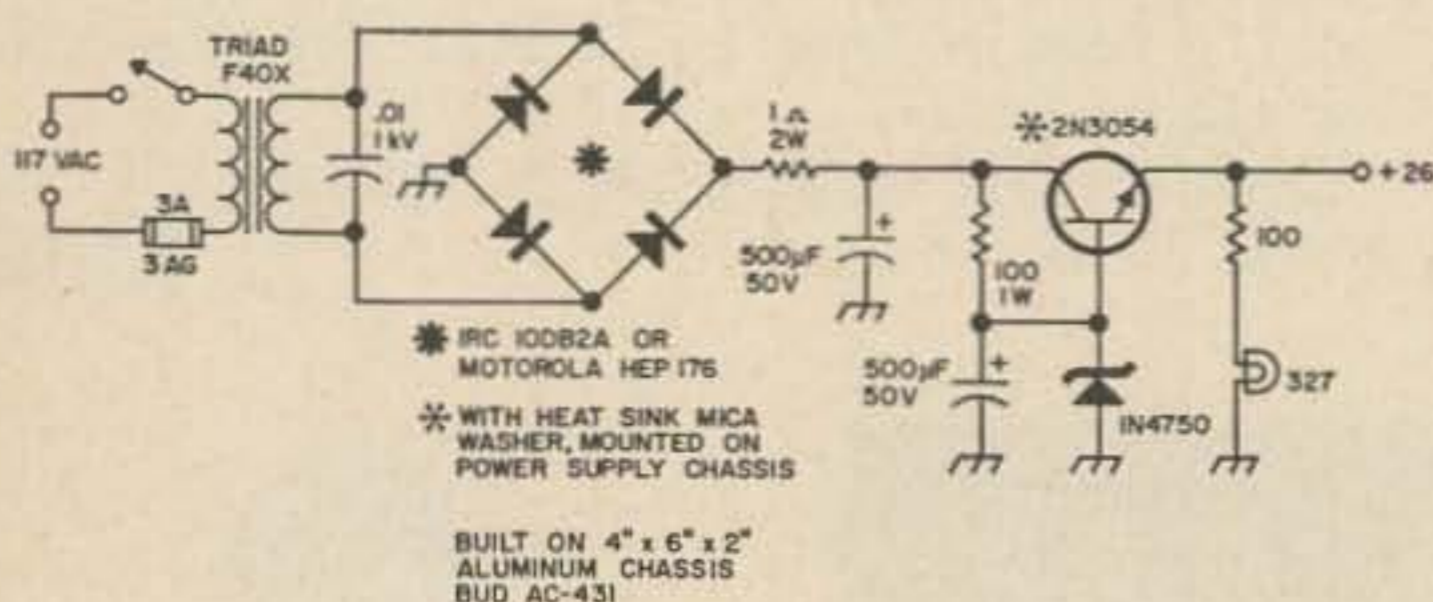 TRIAD
F40X
117 VAC
3A
3 AG
.01
1 kV
1 Ω
2W
2N3054
+26
500µF
50V
100
1W
500µF
50V
1N4750
100
327
IRC 10DB2A OR
MOTOROLA HEP 176
WITH HEAT SINK MICA
WASHER, MOUNTED ON
POWER SUPPLY CHASSIS
BUILT ON 4" x 6" x 2"
ALUMINUM CHASSIS
BUD AC-431